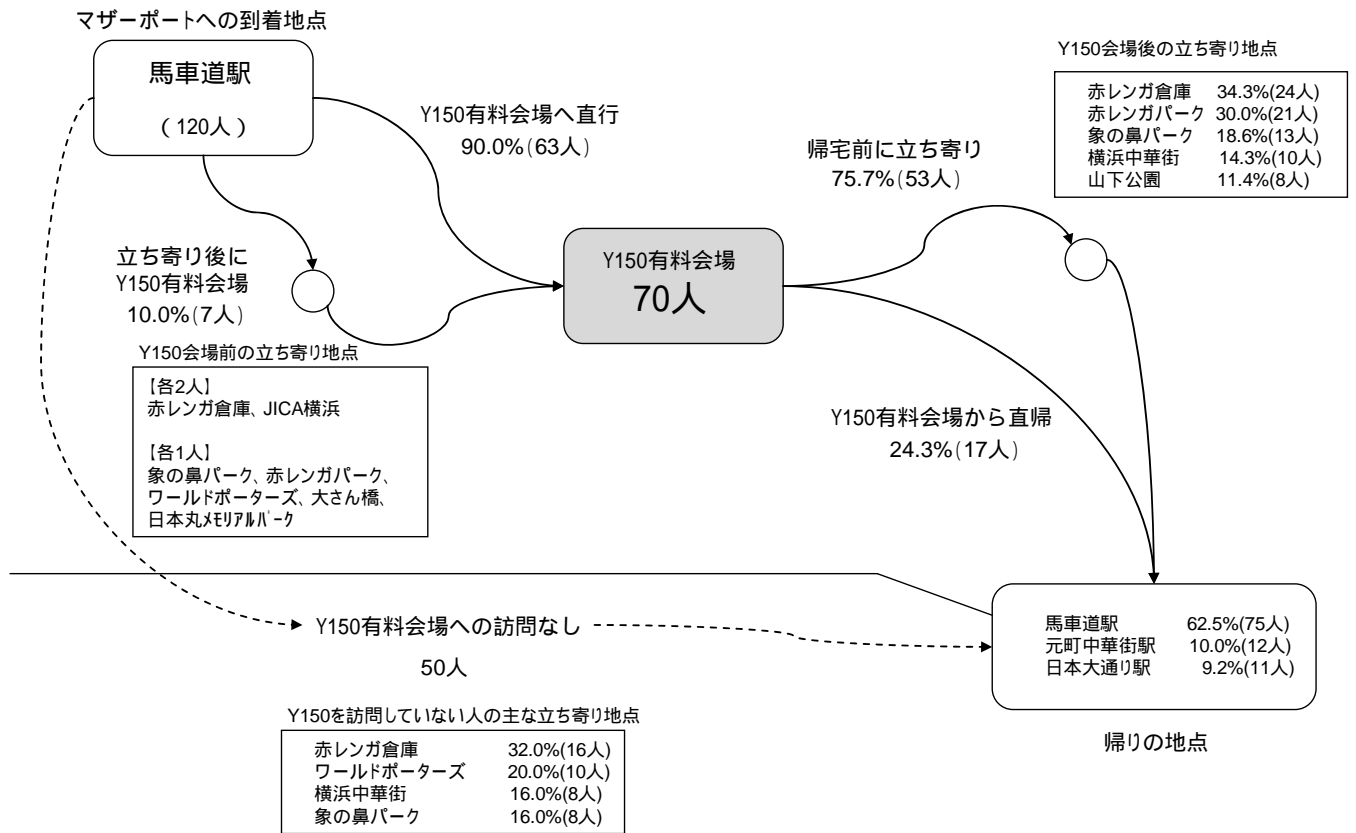 マザーポートへの到着地点
馬車道駅
（120人）
Y150有料会場へ直行
90.0%(63人)
立ち寄り後に
Y150有料会場
10.0%(7人)
Y150会場前の立ち寄り地点
【各2人】
赤レンガ倉庫、JICA横浜
【各1人】
象の鼻パーク、赤レンガパーク、
ワールドポーターズ、大さん橋、
日本丸ﾒﾓﾘｱﾙﾊﾟｰｸ
Y150有料会場
70人
帰宅前に立ち寄り
75.7%(53人)
Y150会場後の立ち寄り地点
赤レンガ倉庫 34.3%(24人)
赤レンガパーク 30.0%(21人)
象の鼻パーク 18.6%(13人)
横浜中華街 14.3%(10人)
山下公園 11.4%(8人)
Y150有料会場から直帰
24.3%(17人)
Y150有料会場への訪問なし
50人
Y150を訪問していない人の主な立ち寄り地点
赤レンガ倉庫 32.0%(16人)
ワールドポーターズ 20.0%(10人)
横浜中華街 16.0%(8人)
象の鼻パーク 16.0%(8人)
馬車道駅 62.5%(75人)
元町中華街駅 10.0%(12人)
日本大通り駅 9.2%(11人)
帰りの地点